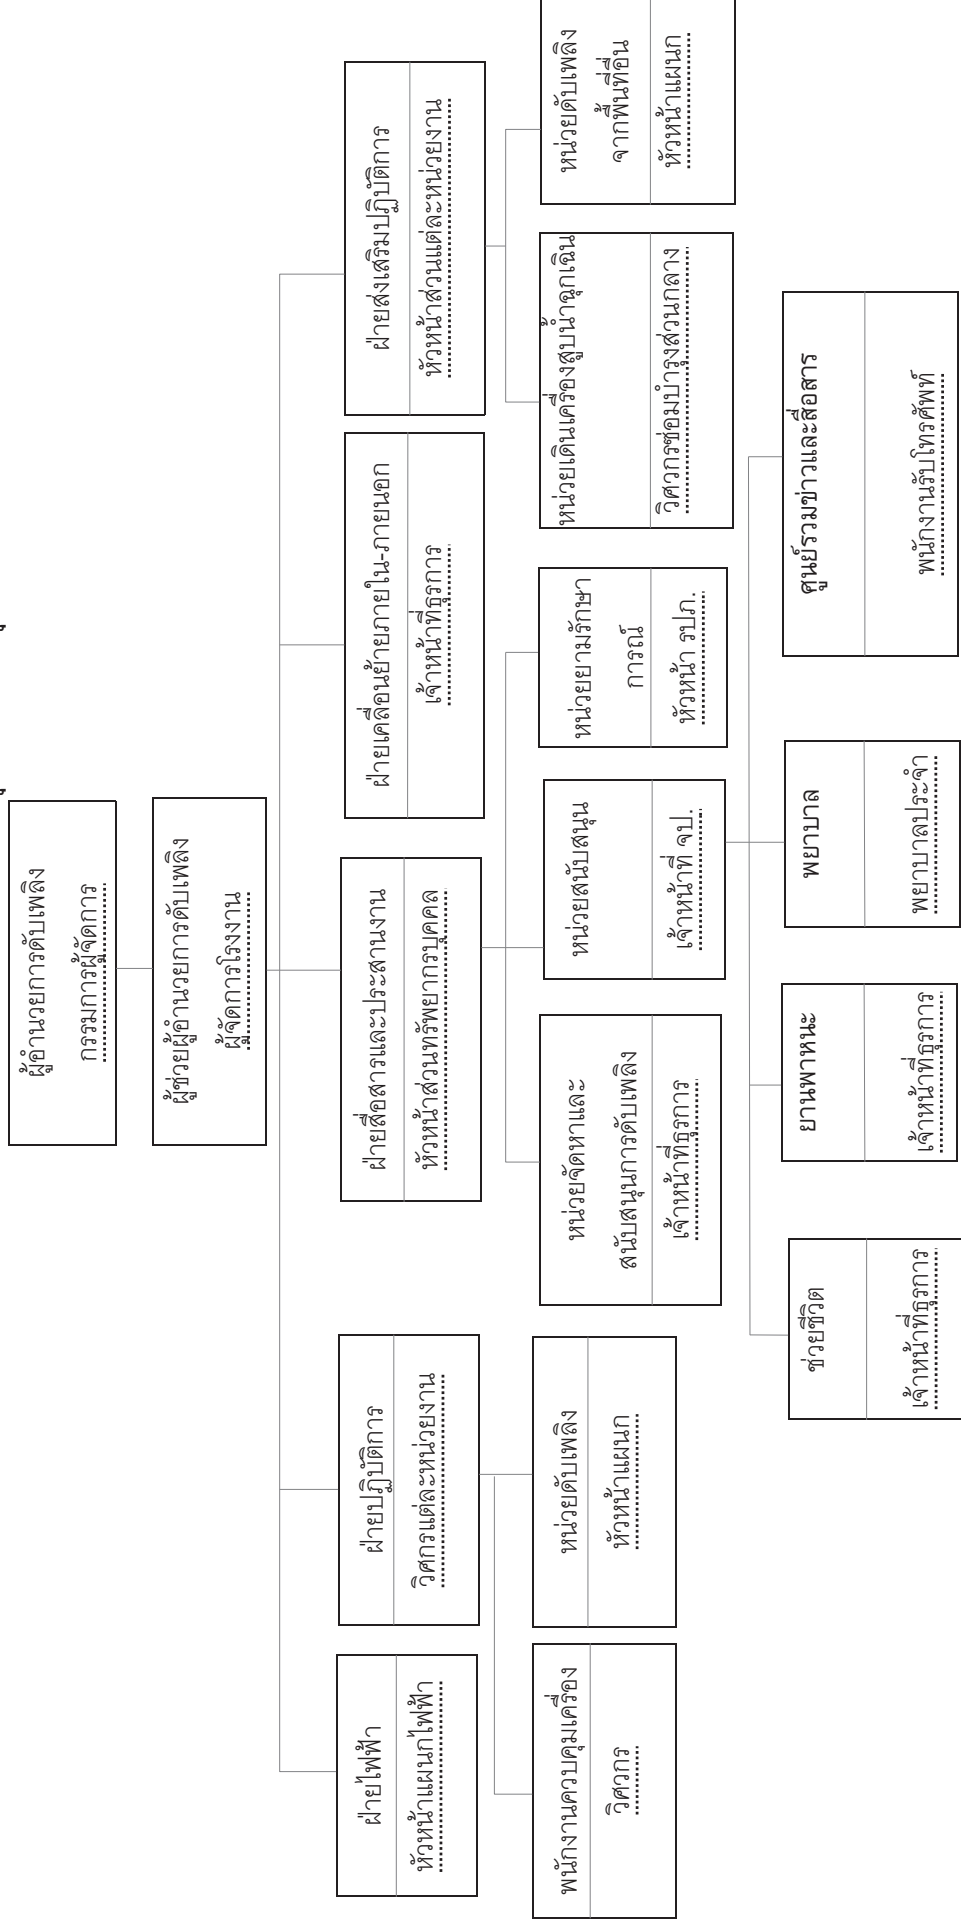 ผู้อำนวยการดับเพลิง
กรรมการผู้จัดการ
ผู้ช่วยผู้อำนวยการดับเพลิง
ผู้จัดการโรงงาน
ฝ่ายไฟฟ้า
หัวหน้าแผนกไฟฟ้า
ฝ่ายปฏิบัติการ
วิศกรแต่ละหน่วยงาน
ฝ่ายสื่อสารและประสานงาน
หัวหน้าส่วนทรัพยากรบุคคล
ฝ่ายเคลื่อนย้ายภายใน-ภายนอก
เจ้าหน้าที่ธุรการ
ฝ่ายส่งเสริมปฏิบัติการ
หัวหน้าส่วนแต่ละหน่วยงาน
พนักงานควบคุมเครื่อง
วิศวกร
หน่วยดับเพลิง
หัวหน้าแผนก
หน่วยจัดหาและ
สนับสนุนการดับเพลิง
เจ้าหน้าที่ธุรการ
หน่วยสนับสนุน
เจ้าหน้าที่ จป.
หน่วยยามรักษา
การณ์
หัวหน้า รปภ.
หน่วยเดินเครื่องสูบน้ำฉุกเฉิน
วิศวกรซ่อมบำรุงส่วนกลาง
หน่วยดับเพลิง
จากพื้นที่อื่น
หัวหน้าแผนก
ช่วยชีวิต
เจ้าหน้าที่ธุรการ
ยานพาหนะ
เจ้าหน้าที่ธุรการ
พยาบาล
พยาบาลประจำ
ศูนย์รวมข่าวและสื่อสาร
พนักงานรับโทรศัพท์